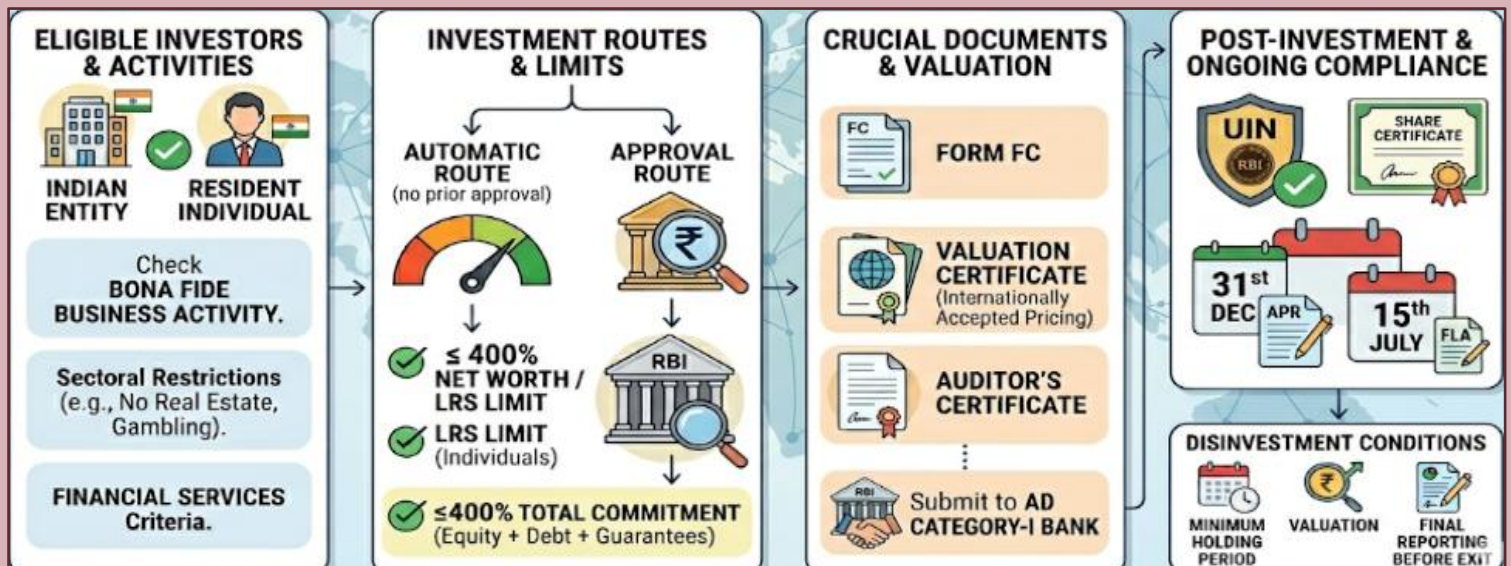 ELIGIBLE INVESTORS
& ACTIVITIES
INDIAN
ENTITY
RESIDENT
INDIVIDUAL
Check
BONA FIDE
BUSINESS ACTIVITY.
Sectoral Restrictions
(e.g., No Real Estate,
Gambling).
FINANCIAL SERVICES
Criteria.
INVESTMENT ROUTES
& LIMITS
AUTOMATIC
ROUTE
(no prior approval)
≤ 400%
NET WORTH /
LRS LIMIT
LRS LIMIT
(Individuals)
APPROVAL
ROUTE
₹
RBI
≤400% TOTAL COMMITMENT
(Equity + Debt + Guarantees)
CRUCIAL DOCUMENTS
& VALUATION
FC
FORM FC
VALUATION
CERTIFICATE
(Internationally
Accepted Pricing)
AUDITOR'S
CERTIFICATE
RBI
Submit to AD
CATEGORY-I BANK
POST-INVESTMENT &
ONGOING COMPLIANCE
UIN
RBI
SHARE
CERTIFICATE
31st
DEC
APR
15th
JULY
FLA
DISINVESTMENT CONDITIONS
MINIMUM
HOLDING
PERIOD
₹
VALUATION
FINAL
REPORTING
BEFORE EXIT